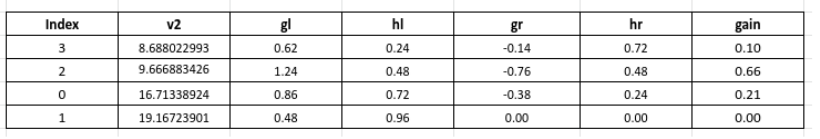 Index v2 gl hl gr hr gain
3 8.688022993 0.62 0.24 -0.14 0.72 0.10
2 9.666883426 1.24 0.48 -0.76 0.48 0.66
0 16.71338924 0.86 0.72 -0.38 0.24 0.21
1 19.16723901 0.48 0.96 0.00 0.00 0.00